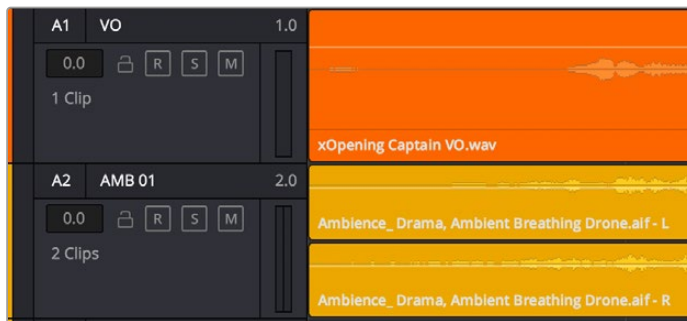 A1 VO 1.0
0.0 R S M
1 Clip
xOpening Captain VO.wav
A2 AMB 01 2.0
0.0 R S M
Ambience_ Drama, Ambient Breathing Drone.aif - L
2 Clips
Ambience_ Drama, Ambient Breathing Drone.aif - R